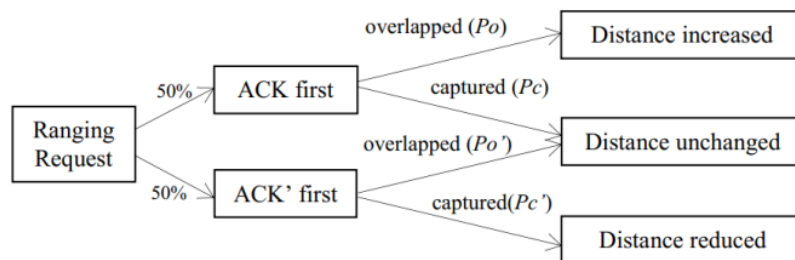 overlapped (Po)
Distance increased
50%
ACK first
captured (Pc)
Ranging
Request
overlapped (Po’)
Distance unchanged
50%
ACK’ first
captured(Pc’)
Distance reduced